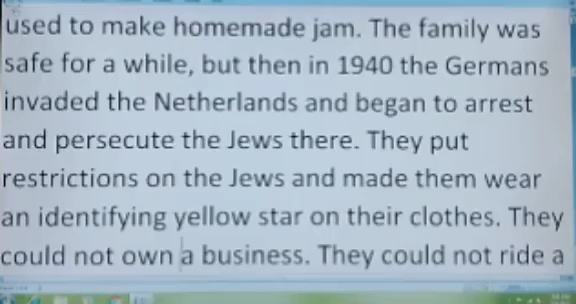 used to make homemade jam. The family was
safe for a while, but then in 1940 the Germans
invaded the Netherlands and began to arrest
and persecute the Jews there. They put
restrictions on the Jews and made them wear
an identifying yellow star on their clothes. They
could not own a business. They could not ride a